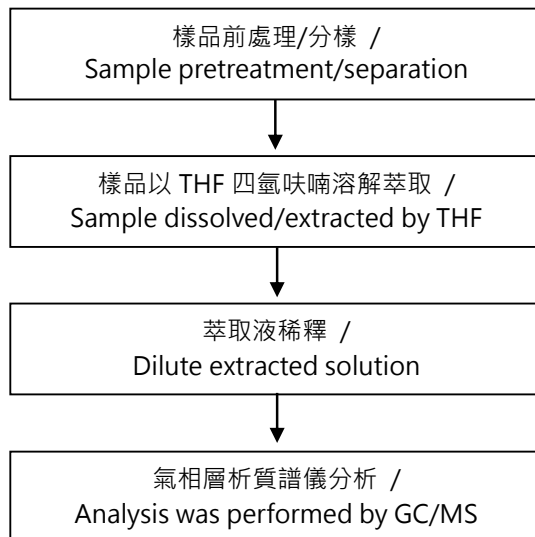 樣品前處理/分樣 /
Sample pretreatment/separation
樣品以 THF 四氫呋喃溶解萃取 /
Sample dissolved/extracted by THF
萃取液稀釋 /
Dilute extracted solution
氣相層析質譜儀分析 /
Analysis was performed by GC/MS